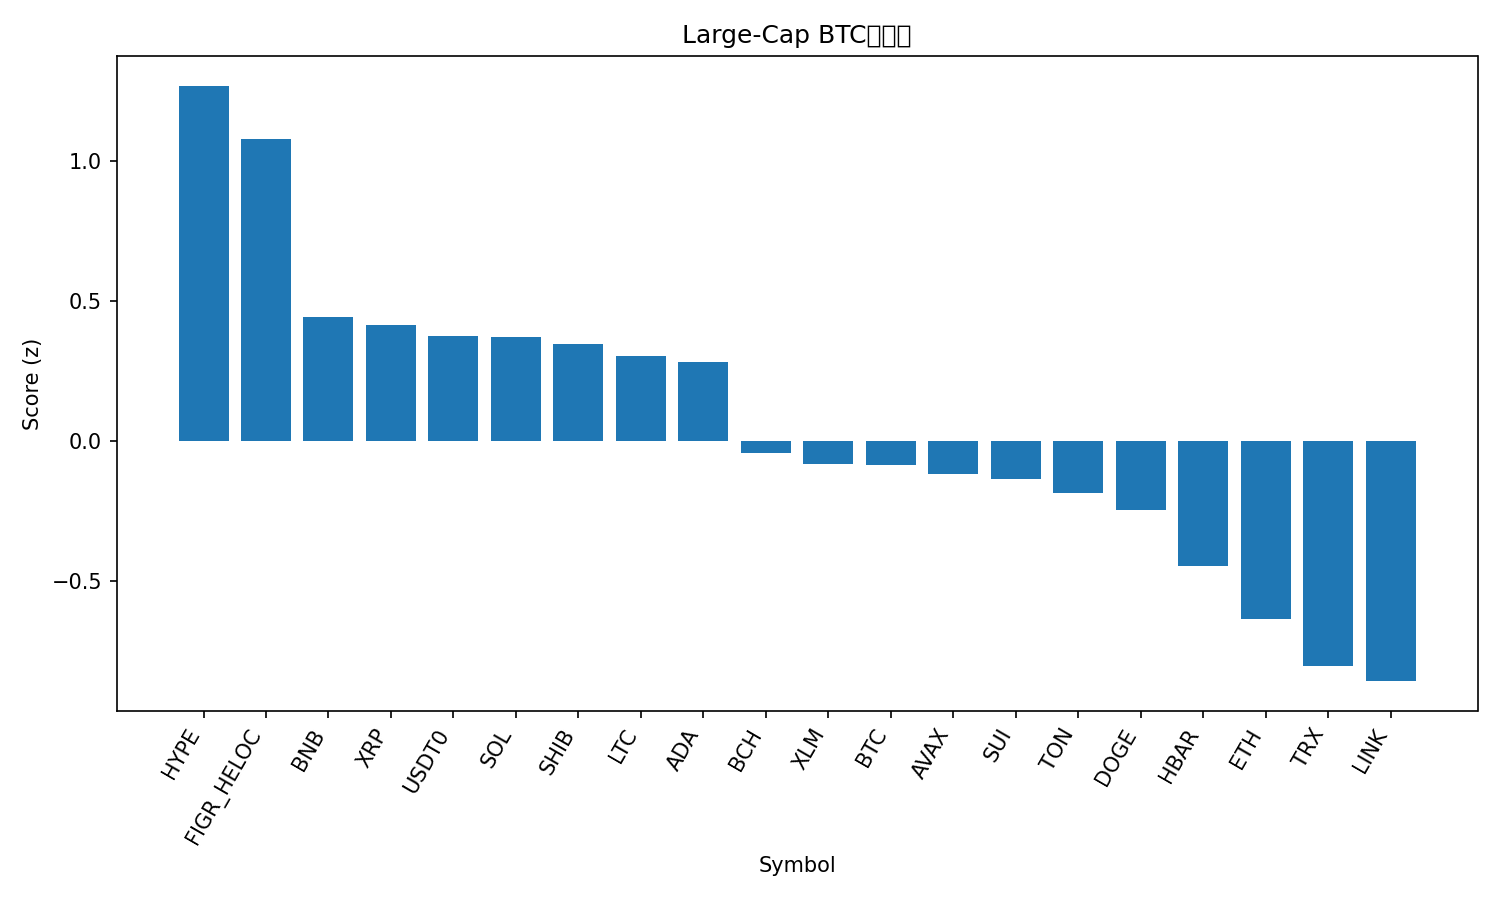 Large-Cap BTC
Score (z)
1.0
0.5
0.0
−0.5
HYPE
FIGR_HELOC
BNB
XRP
USDT0
SOL
SHIB
LTC
ADA
BCH
XLM
BTC
AVAX
SUI
TON
DOGE
HBAR
ETH
TRX
LINK
Symbol